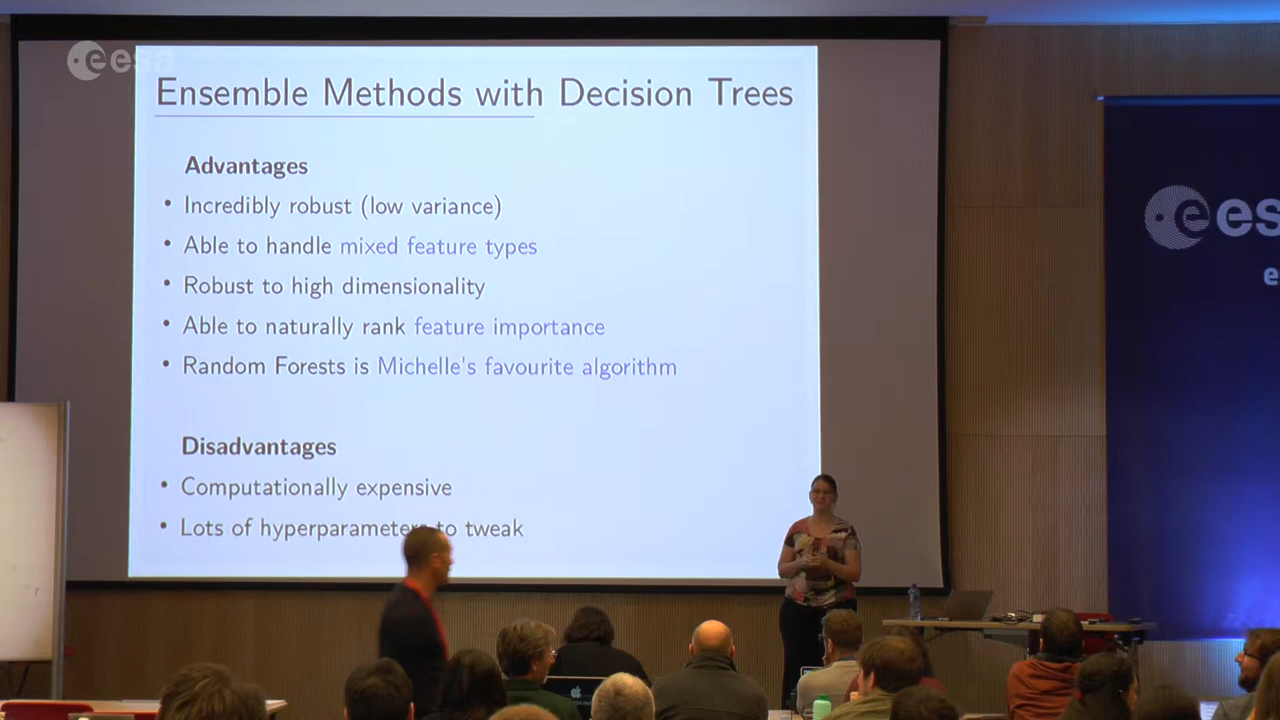 eesa
Ensemble Methods with Decision Trees
Advantages
• Incredibly robust (low variance)
• Able to handle mixed feature types
• Robust to high dimensionality
• Able to naturally rank feature importance
• Random Forests is Michelle's favourite algorithm
Disadvantages
• Computationally expensive
• Lots of hyperparameters to tweak